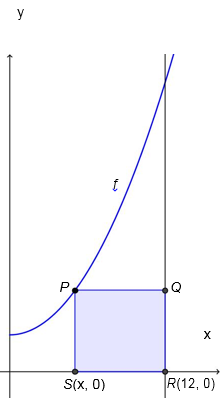 y
f
P
Q
x
S(x, 0)
R(12, 0)